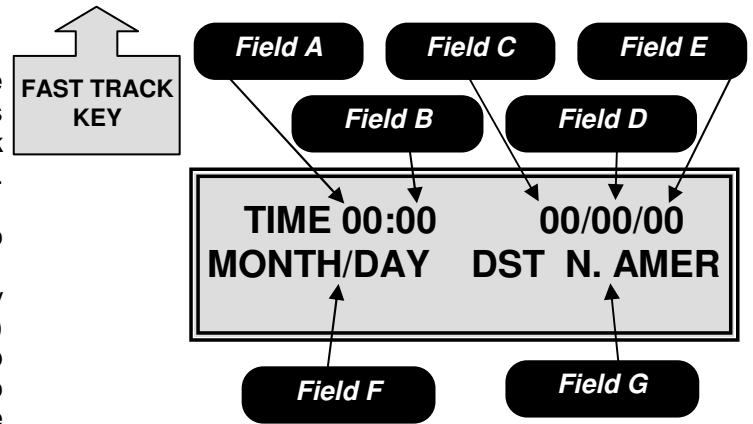 FAST TRACK
KEY
Field A
Field C
Field E
Field B
Field D
TIME 00:00 00/00/00
MONTH/DAY DST N. AMER
Field F
Field G